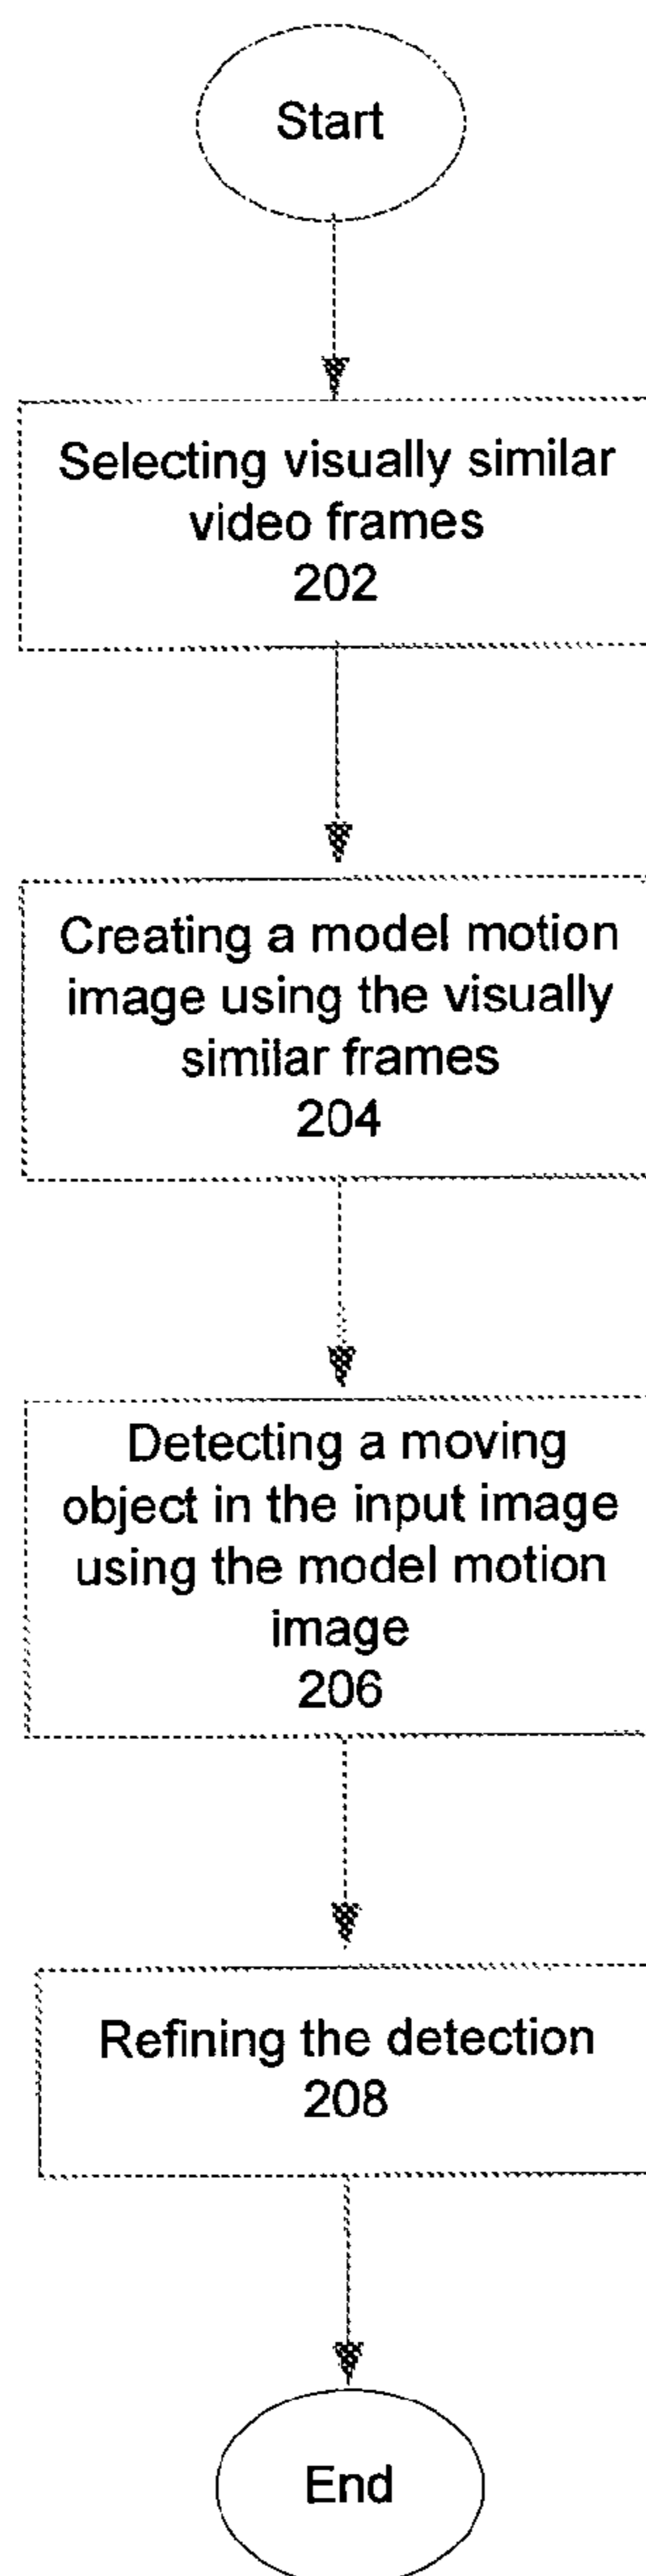 Start
Selecting visually similar
video frames
202
Creating a model motion
image using the visually
similar frames
204
Detecting a moving
object in the input image
using the model motion
image
206
Refining the detection
208
End